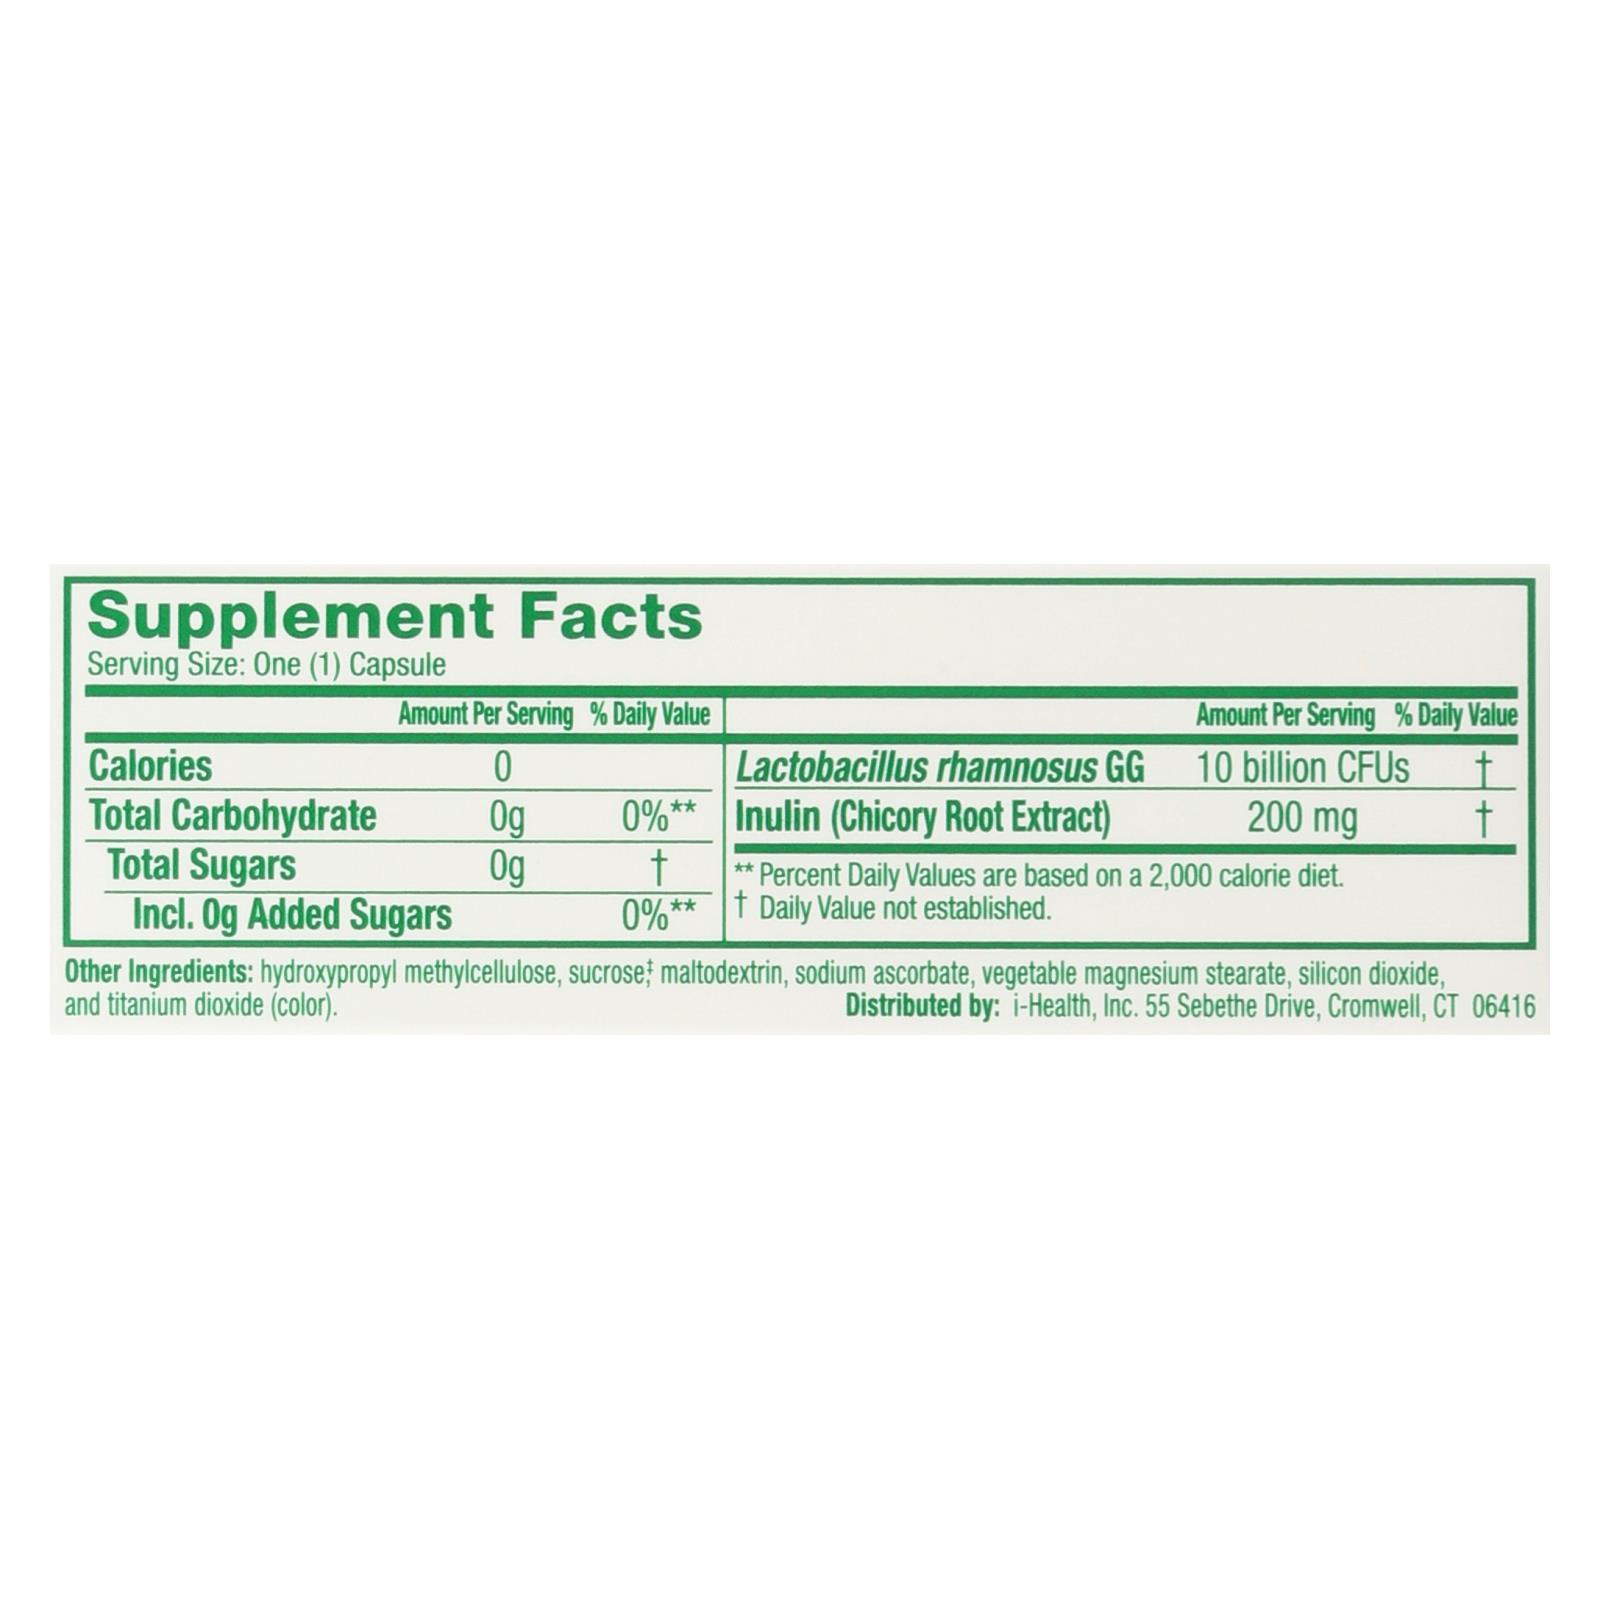 Supplement Facts
Serving Size: One (1) Capsule
Amount Per Serving % Daily Value
Calories 0
Total Carbohydrate 0g 0%**
Total Sugars 0g †
Incl. 0g Added Sugars 0%**
Amount Per Serving % Daily Value
Lactobacillus rhamnosus GG 10 billion CFUs †
Inulin (Chicory Root Extract) 200 mg †
** Percent Daily Values are based on a 2,000 calorie diet.
† Daily Value not established.
Other Ingredients: hydroxypropyl methylcellulose, sucrose,‡ maltodextrin, sodium ascorbate, vegetable magnesium stearate, silicon dioxide,
and titanium dioxide (color).
Distributed by: i-Health, Inc. 55 Sebethe Drive, Cromwell, CT 06416